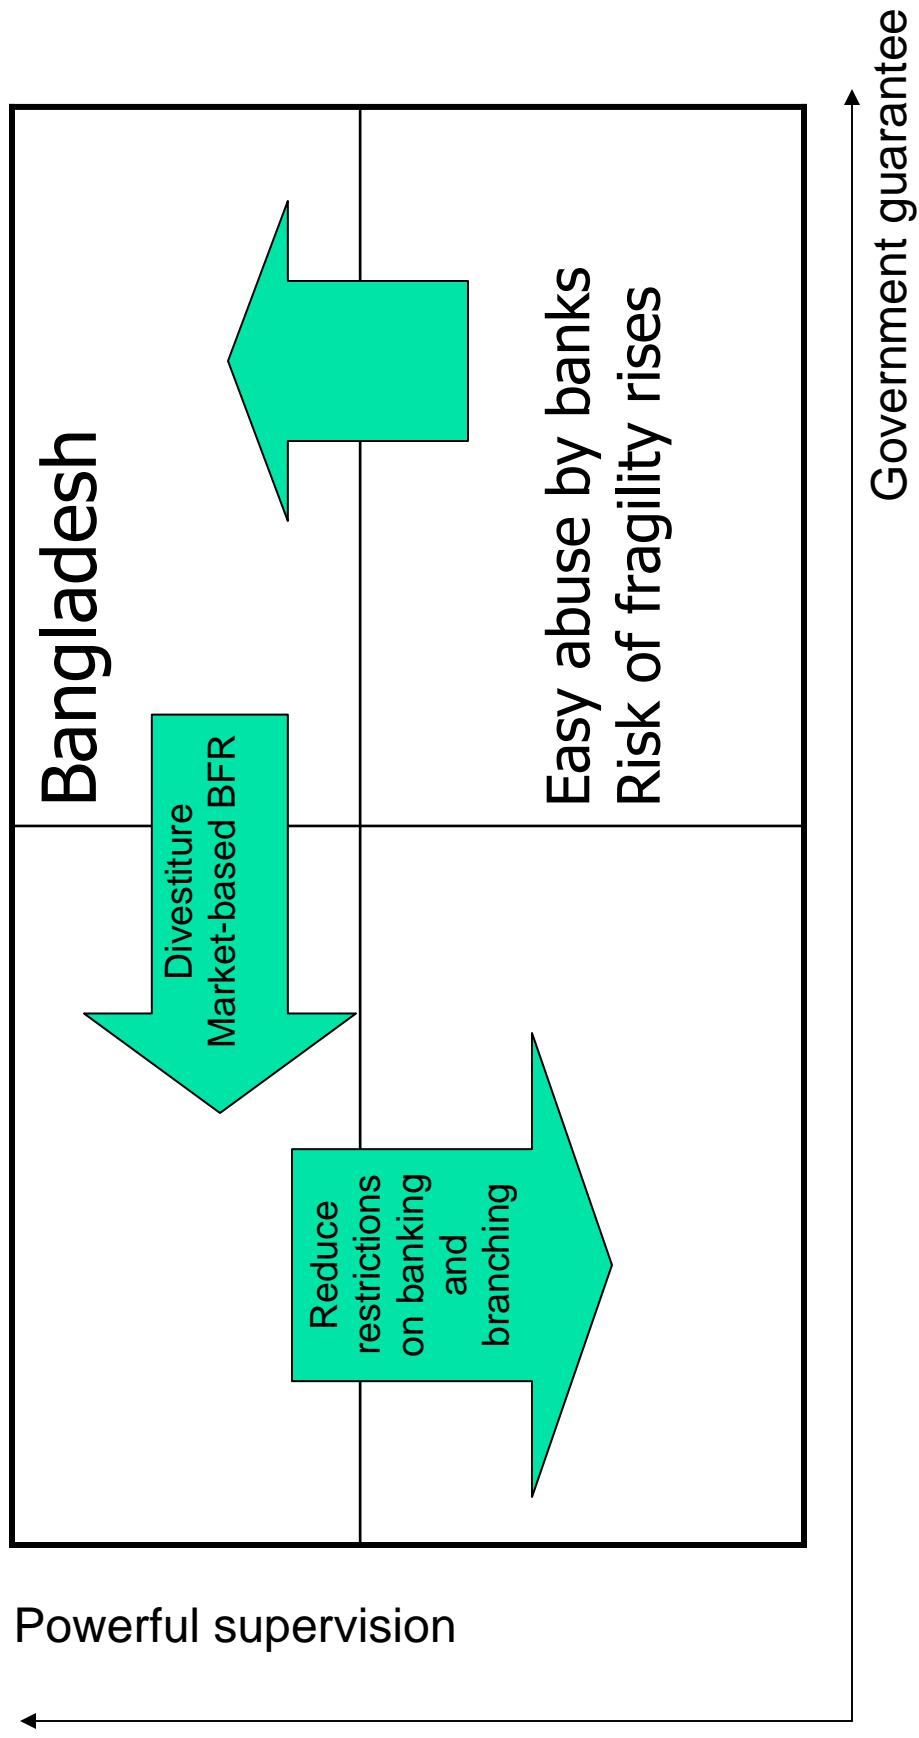 Powerful supervision
Bangladesh
Divestiture
Market-based BFR
Reduce
restrictions
on banking
and
branching
Easy abuse by banks
Risk of fragility rises
Government guarantee